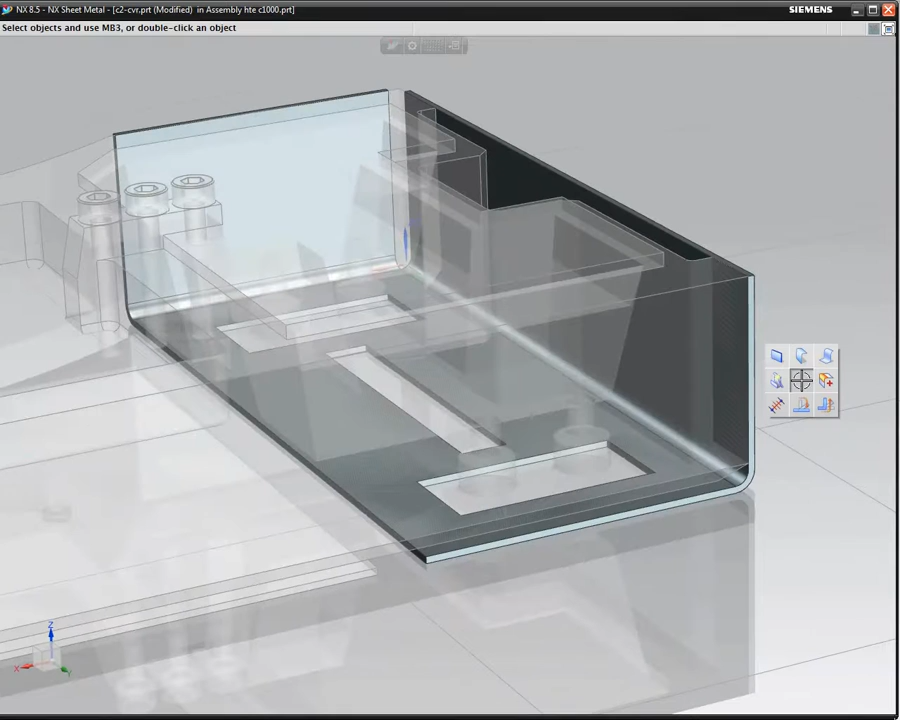 NX 8.5 - NX Sheet Metal - [c2-cvr.prt (Modified)  in Assembly hte c1000.prt]
SIEMENS
Select objects and use MB3, or double-click an object
Z
X
Y